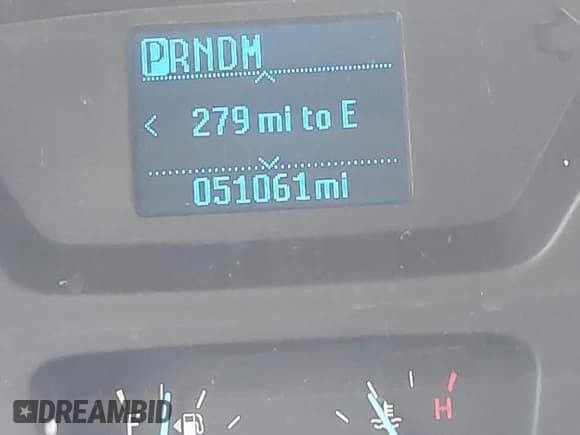 PRNDM
< 279 mi to E
051061mi
H
DREAMBID